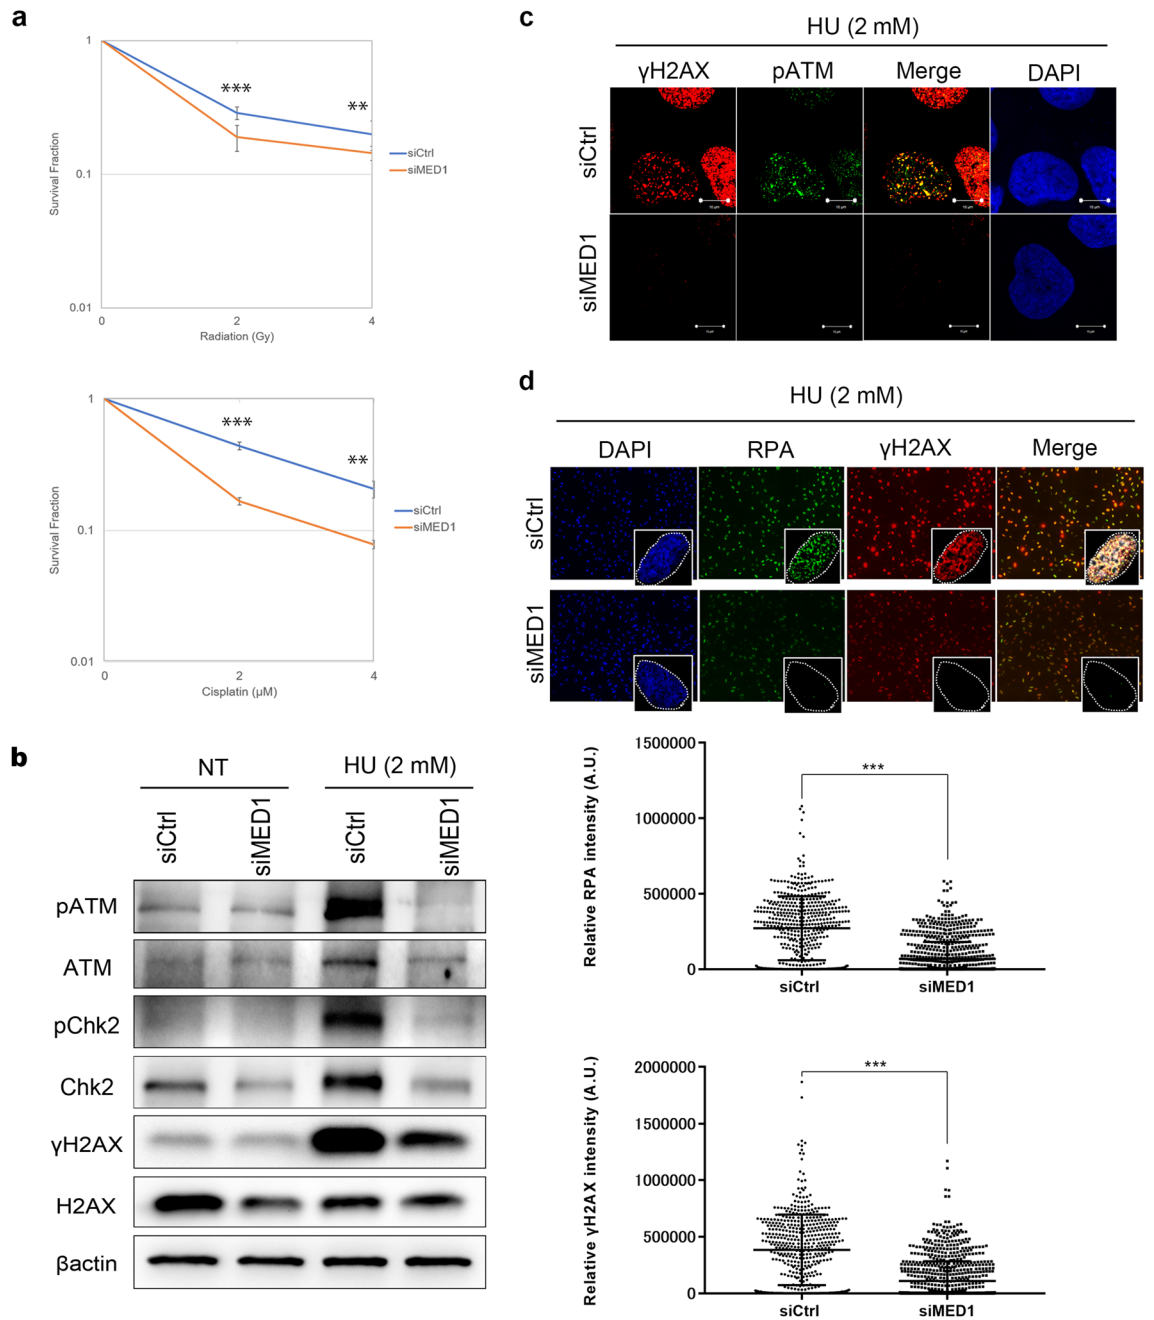 a
1
0.1
0.01
Survival Fraction
***
**
siCtrl
siMED1
0
2
4
Radiation (Gy)
1
0.1
0.01
Survival Fraction
***
**
siCtrl
siMED1
0
2
4
Cisplatin (µM)
b
NT
HU (2 mM)
siCtrl
siMED1
siCtrl
siMED1
pATM
ATM
pChk2
Chk2
γH2AX
H2AX
βactin
c
HU (2 mM)
γH2AX
pATM
Merge
DAPI
siCtrl
siMED1
d
HU (2 mM)
DAPI
RPA
γH2AX
Merge
siCtrl
siMED1
Relative RPA intensity (A.U.)
1500000
1000000
500000
0
***
siCtrl
siMED1
Relative γH2AX intensity (A.U.)
2000000
1500000
1000000
500000
0
***
siCtrl
siMED1